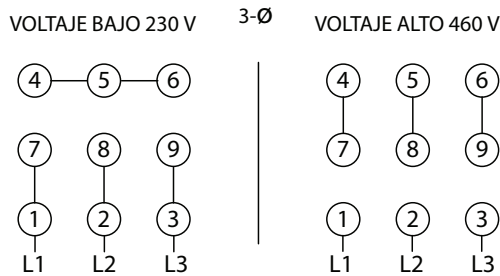 3-Ø
VOLTAJE BAJO 230 V
4 5 6
7 8 9
1 2 3
L1 L2 L3
VOLTAJE ALTO 460 V
4 5 6
7 8 9
1 2 3
L1 L2 L3